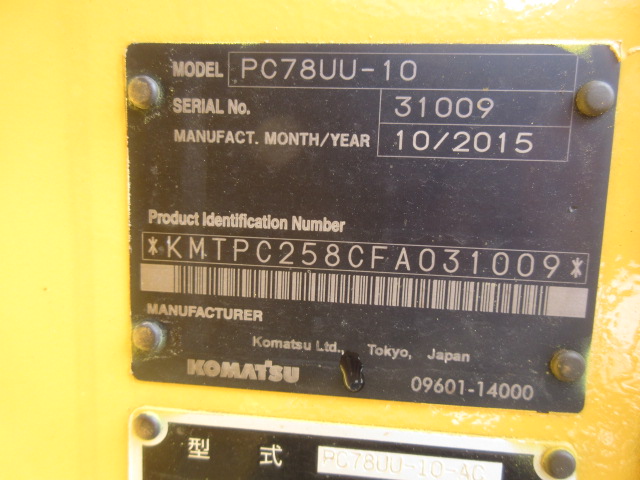 MODEL PC78UU-10
SERIAL No. 31009
MANUFACT. MONTH/YEAR 10/2015
Product Identification Number
*KMTPC258CFA031009*
MANUFACTURER
Komatsu Ltd., Tokyo, Japan
KOMATSU 09601-14000
型 式 PC78UU-10-AC